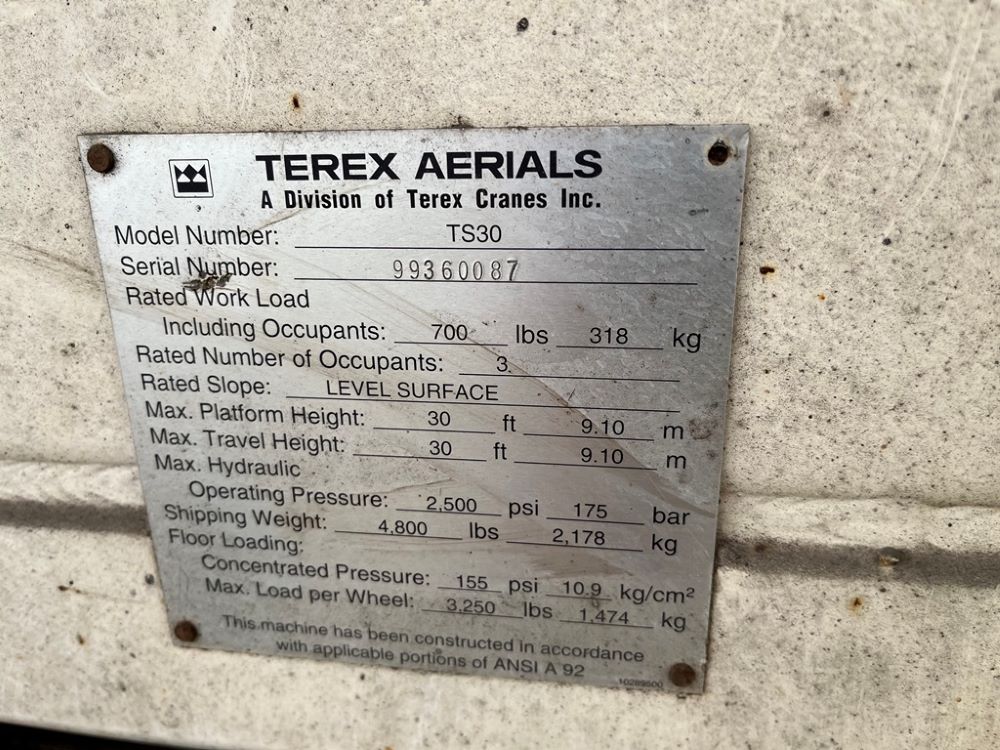 TEREX AERIALS
A Division of Terex Cranes Inc.
Model Number: TS30
Serial Number: 99360087
Rated Work Load
Including Occupants: 700 lbs 318 kg
Rated Number of Occupants: 3
Rated Slope: LEVEL SURFACE
Max. Platform Height: 30 ft 9.10 m
Max. Travel Height: 30 ft 9.10 m
Max. Hydraulic
Operating Pressure: 2,500 psi 175 bar
Shipping Weight: 4,800 lbs 2,178 kg
Floor Loading:
Concentrated Pressure: 155 psi 10.9 kg/cm²
Max. Load per Wheel: 3,250 lbs 1,474 kg
This machine has been constructed in accordance
with applicable portions of ANSI A 92
10289500